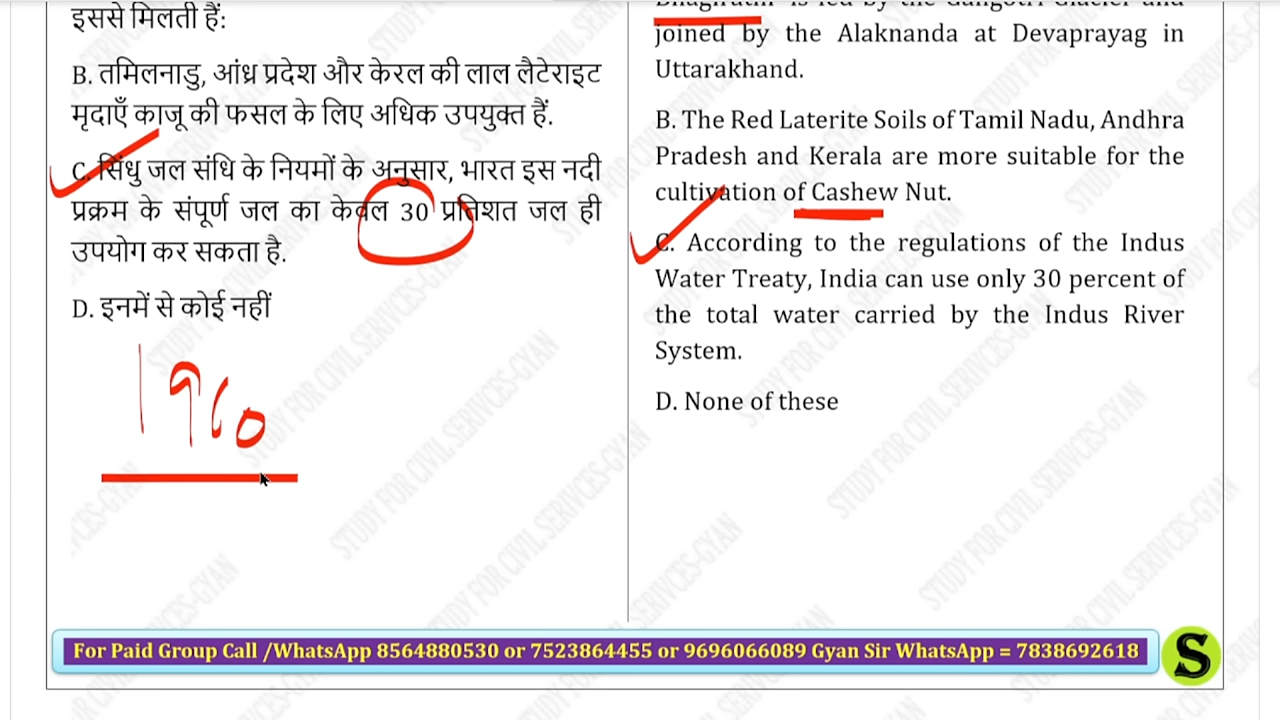 इससे मिलती हैं:
B. तमिलनाडु, आंध्र प्रदेश और केरल की लाल लैटेराइट
मृदाएँ काजू की फसल के लिए अधिक उपयुक्त हैं.
C. सिंधु जल संधि के नियमों के अनुसार, भारत इस नदी
प्रक्रम के संपूर्ण जल का केवल 30 प्रतिशत जल ही
उपयोग कर सकता है.
D. इनमें से कोई नहीं
1960
joined by the Alaknanda at Devaprayag in
Uttarakhand.
B. The Red Laterite Soils of Tamil Nadu, Andhra
Pradesh and Kerala are more suitable for the
cultivation of Cashew Nut.
C. According to the regulations of the Indus
Water Treaty, India can use only 30 percent of
the total water carried by the Indus River
System.
D. None of these
STUDY FOR CIVIL SERIVCES-GYAN
For Paid Group Call /WhatsApp 8564880530 or 7523864455 or 9696066089 Gyan Sir WhatsApp = 7838692618
S